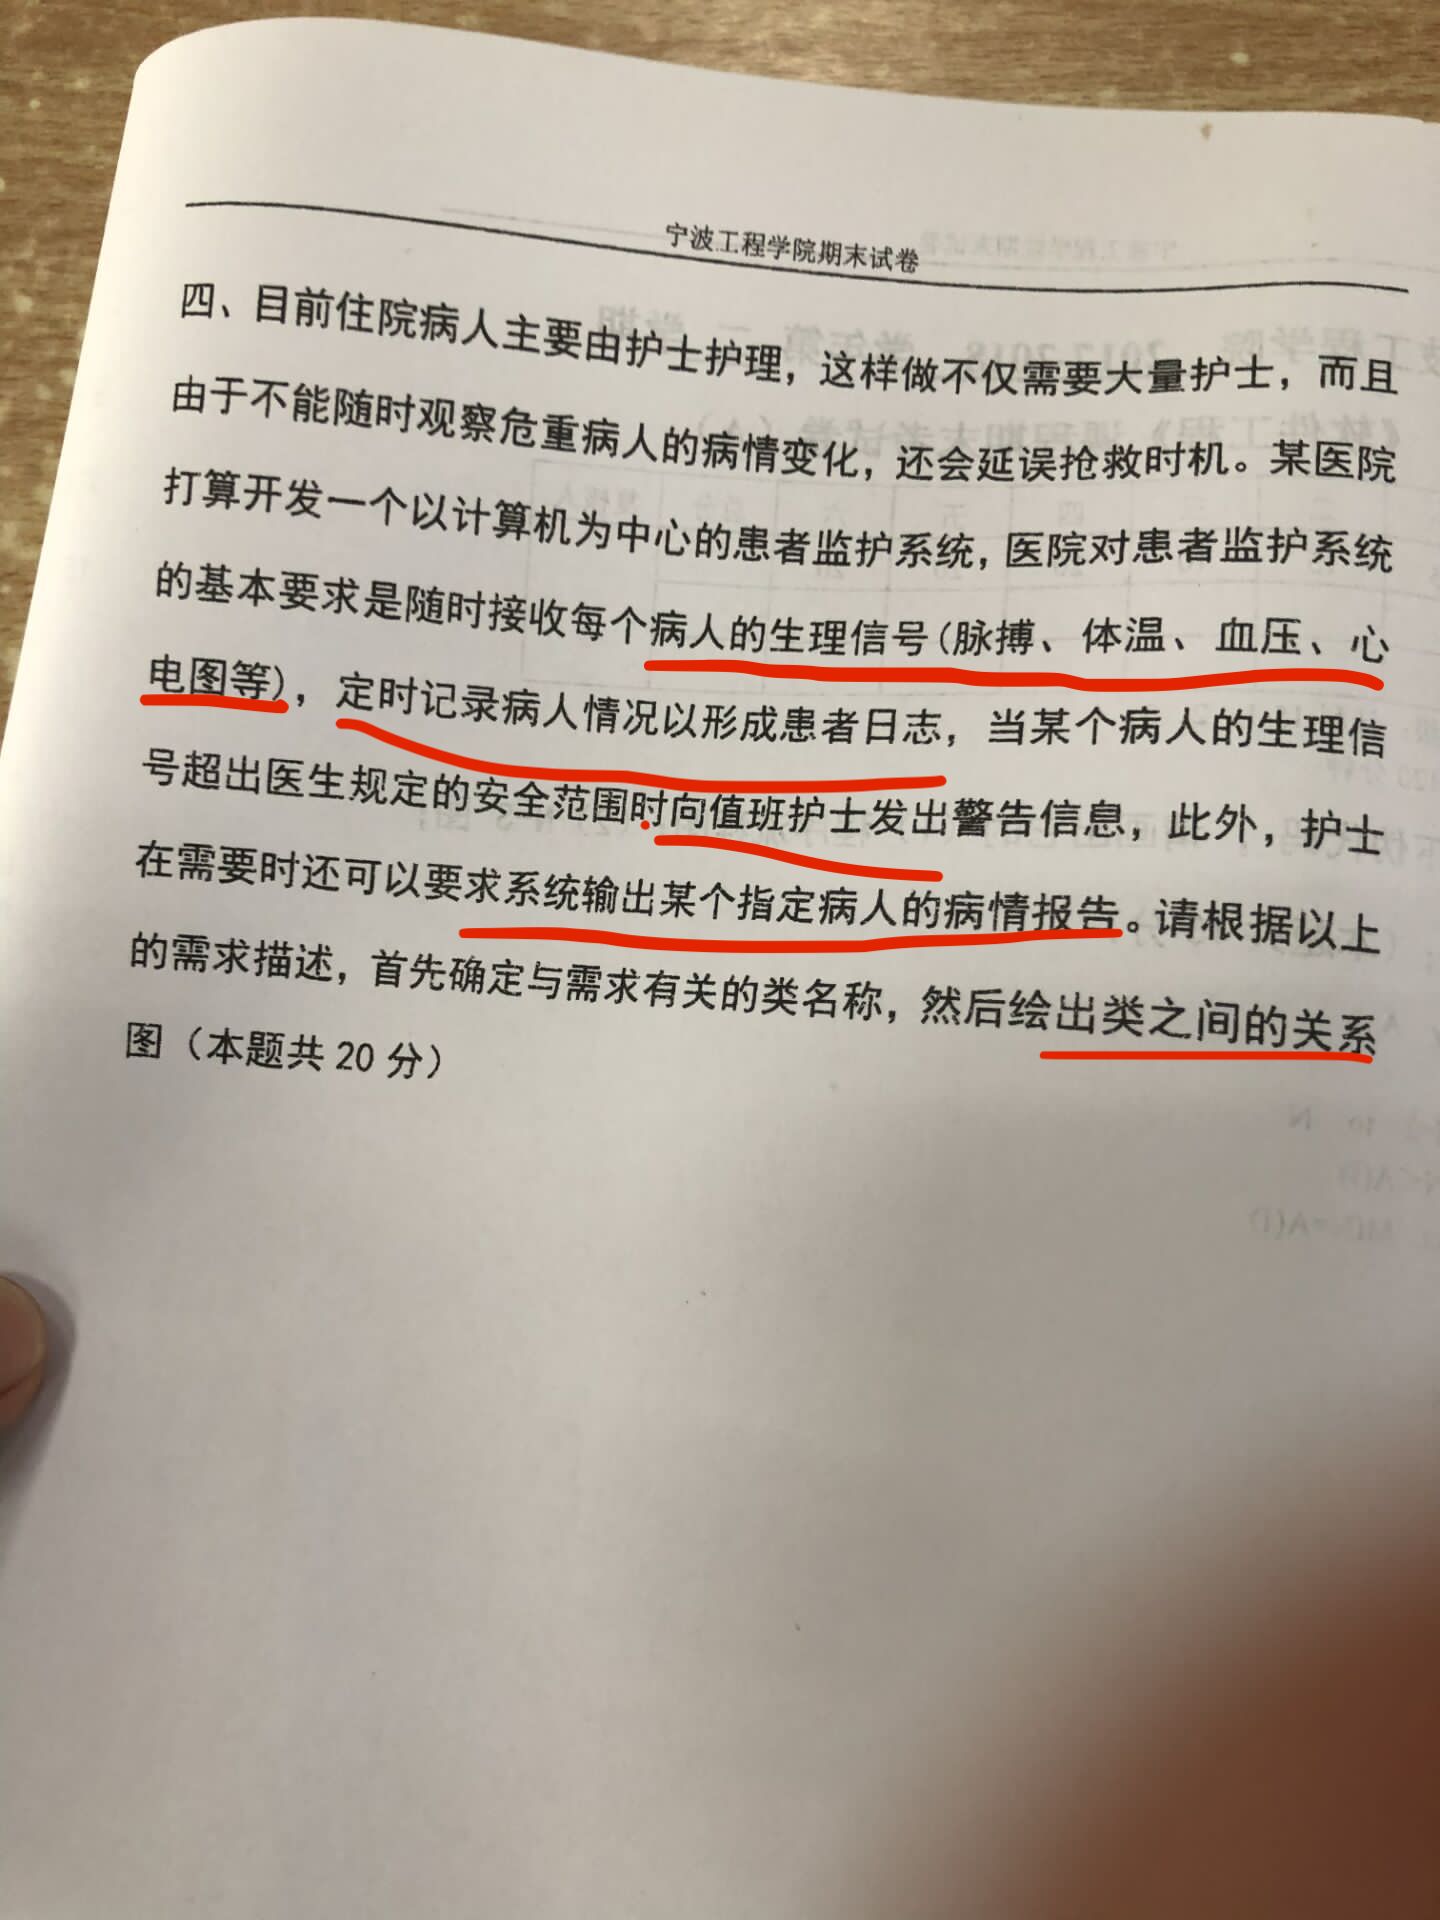 宁波工程学院期末试卷
四、目前住院病人主要由护士护理，这样做不仅需要大量护士，而且
由于不能随时观察危重病人的病情变化，还会延误抢救时机。某医院
打算开发一个以计算机为中心的患者监护系统，医院对患者监护系统
的基本要求是随时接收每个病人的生理信号(脉搏、体温、血压、心
电图等)，定时记录病人情况以形成患者日志，当某个病人的生理信
号超出医生规定的安全范围时向值班护士发出警告信息，此外，护士
在需要时还可以要求系统输出某个指定病人的病情报告。请根据以上
的需求描述，首先确定与需求有关的类名称，然后绘出类之间的关系
图（本题共 20 分）